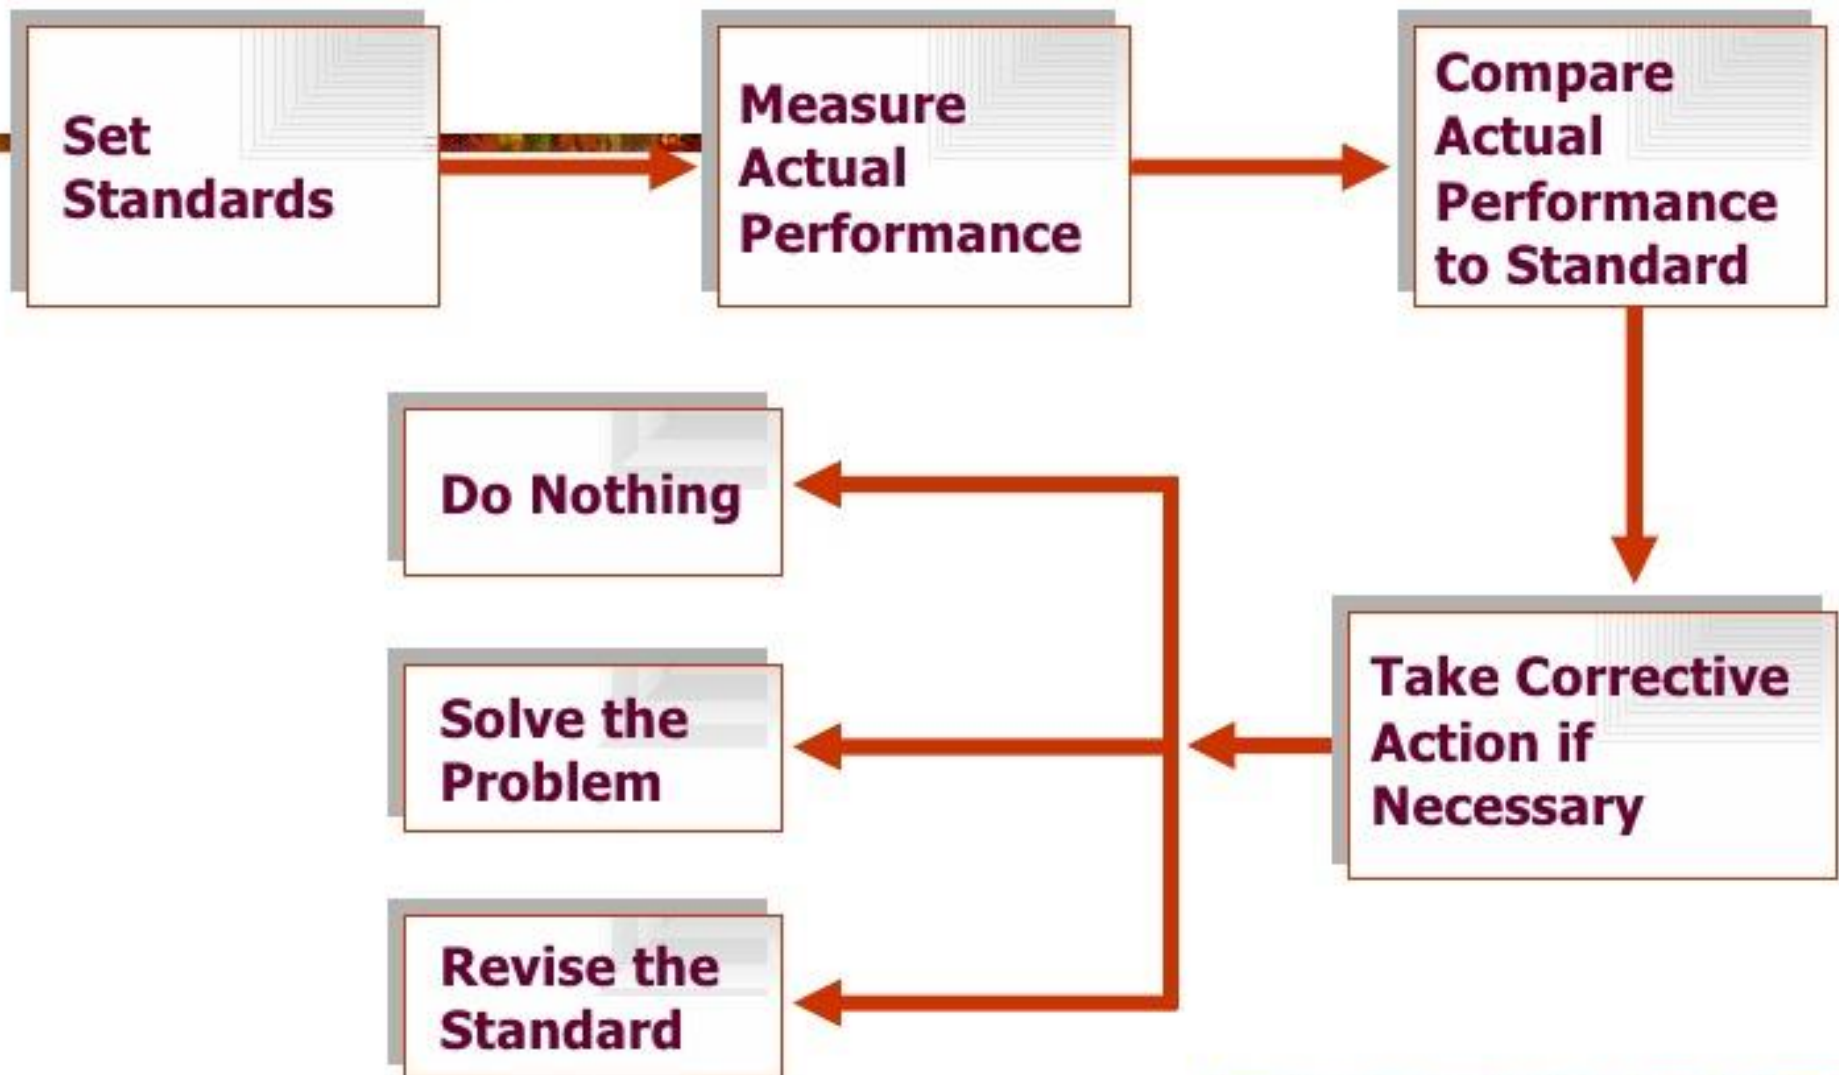 Set
Standards
Measure
Actual
Performance
Compare
Actual
Performance
to Standard
Take Corrective
Action if
Necessary
Do Nothing
Solve the
Problem
Revise the
Standard